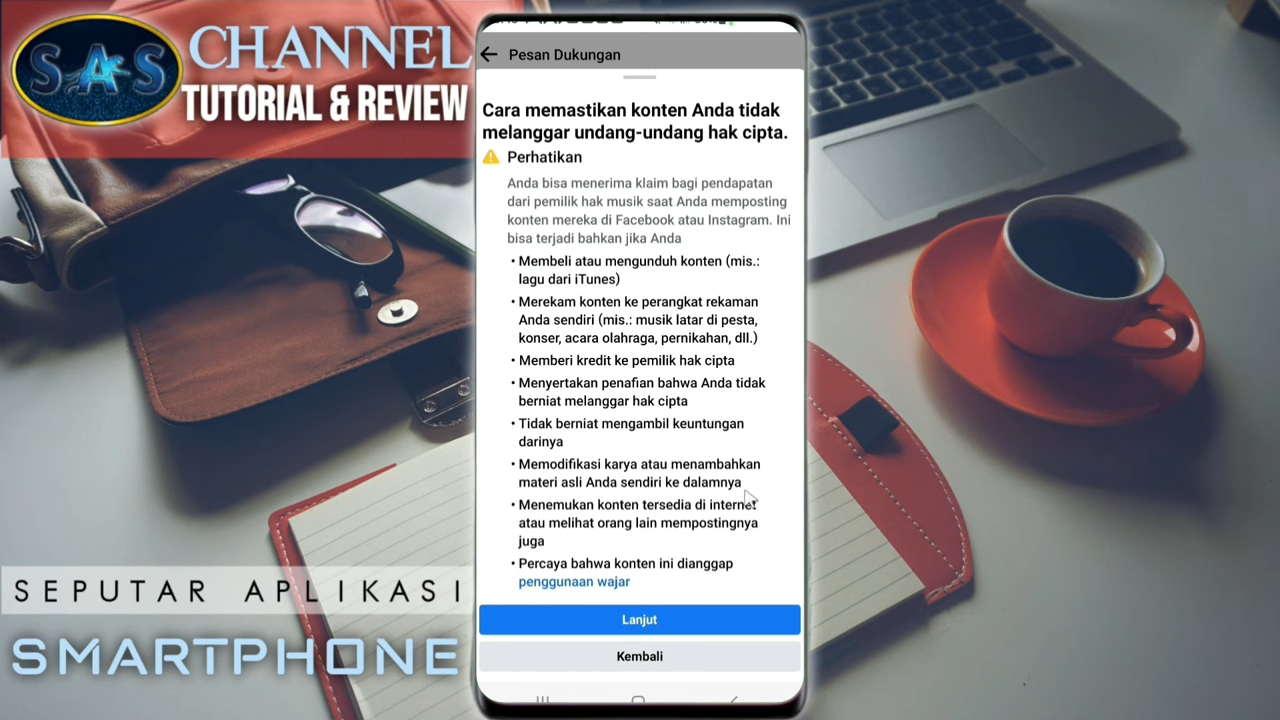 SAS
CHANNEL
TUTORIAL & REVIEW
Pesan Dukungan
Cara memastikan konten Anda tidak
melanggar undang-undang hak cipta.
Perhatikan
Anda bisa menerima klaim bagi pendapatan
dari pemilik hak musik saat Anda memposting
konten mereka di Facebook atau Instagram. Ini
bisa terjadi bahkan jika Anda
• Membeli atau mengunduh konten (mis.:
lagu dari iTunes)
• Merekam konten ke perangkat rekaman
Anda sendiri (mis.: musik latar di pesta,
konser, acara olahraga, pernikahan, dll.)
• Memberi kredit ke pemilik hak cipta
• Menyertakan penafian bahwa Anda tidak
berniat melanggar hak cipta
• Tidak berniat mengambil keuntungan
darinya
• Memodifikasi karya atau menambahkan
materi asli Anda sendiri ke dalamnya
• Menemukan konten tersedia di internet
atau melihat orang lain mempostingnya
juga
• Percaya bahwa konten ini dianggap
penggunaan wajar
Lanjut
Kembali
SEPUTAR APLIKASI
SMARTPHONE